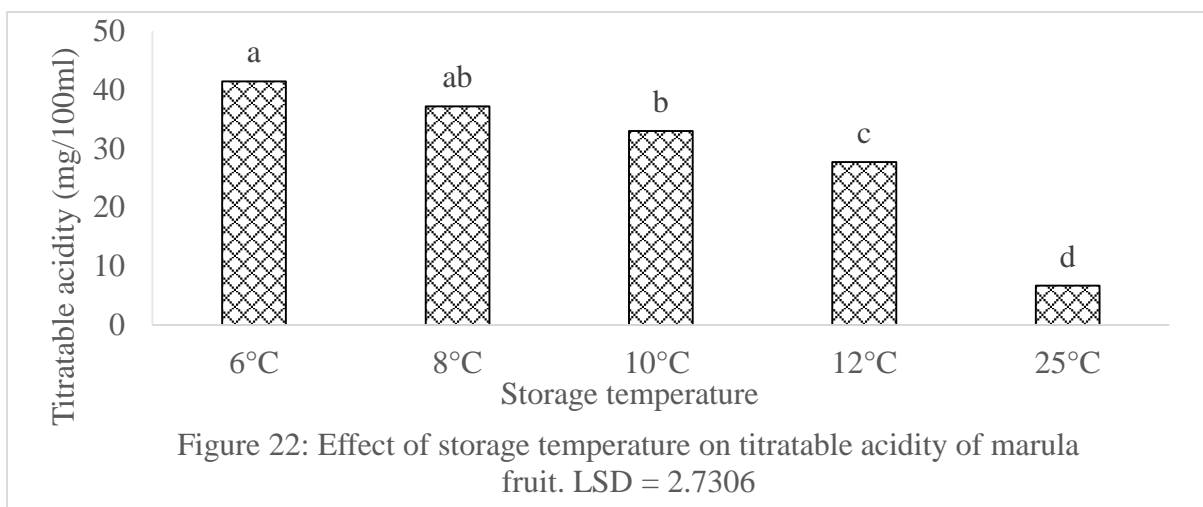 Titratable acidity (mg/100ml)
50
40
30
20
10
0
a
ab
b
c
d
6°C
8°C
10°C
12°C
25°C
Storage temperature
Figure 22: Effect of storage temperature on titratable acidity of marula
fruit. LSD = 2.7306